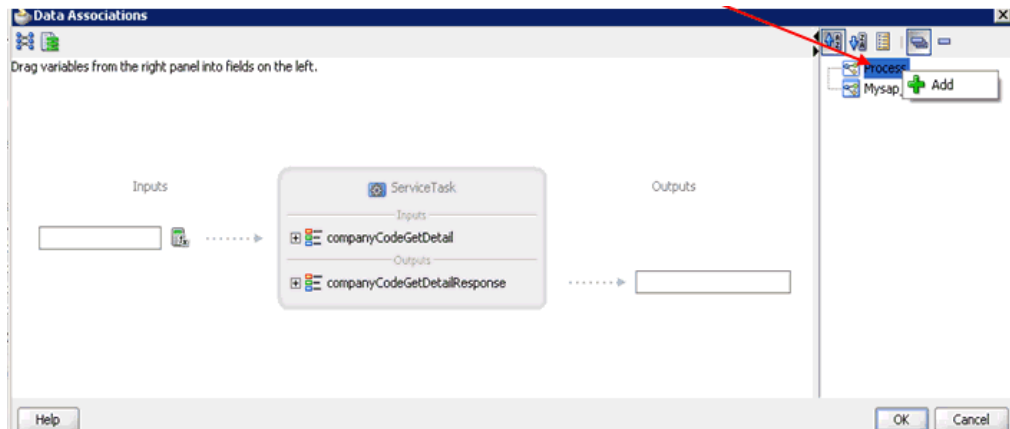 Data Associations
Drag variables from the right panel into fields on the left.
Process
Mysap_
Add
Inputs
ServiceTask
Outputs
Inputs
companyCodeGetDetail
Outputs
companyCodeGetDetailResponse
Help
OK
Cancel